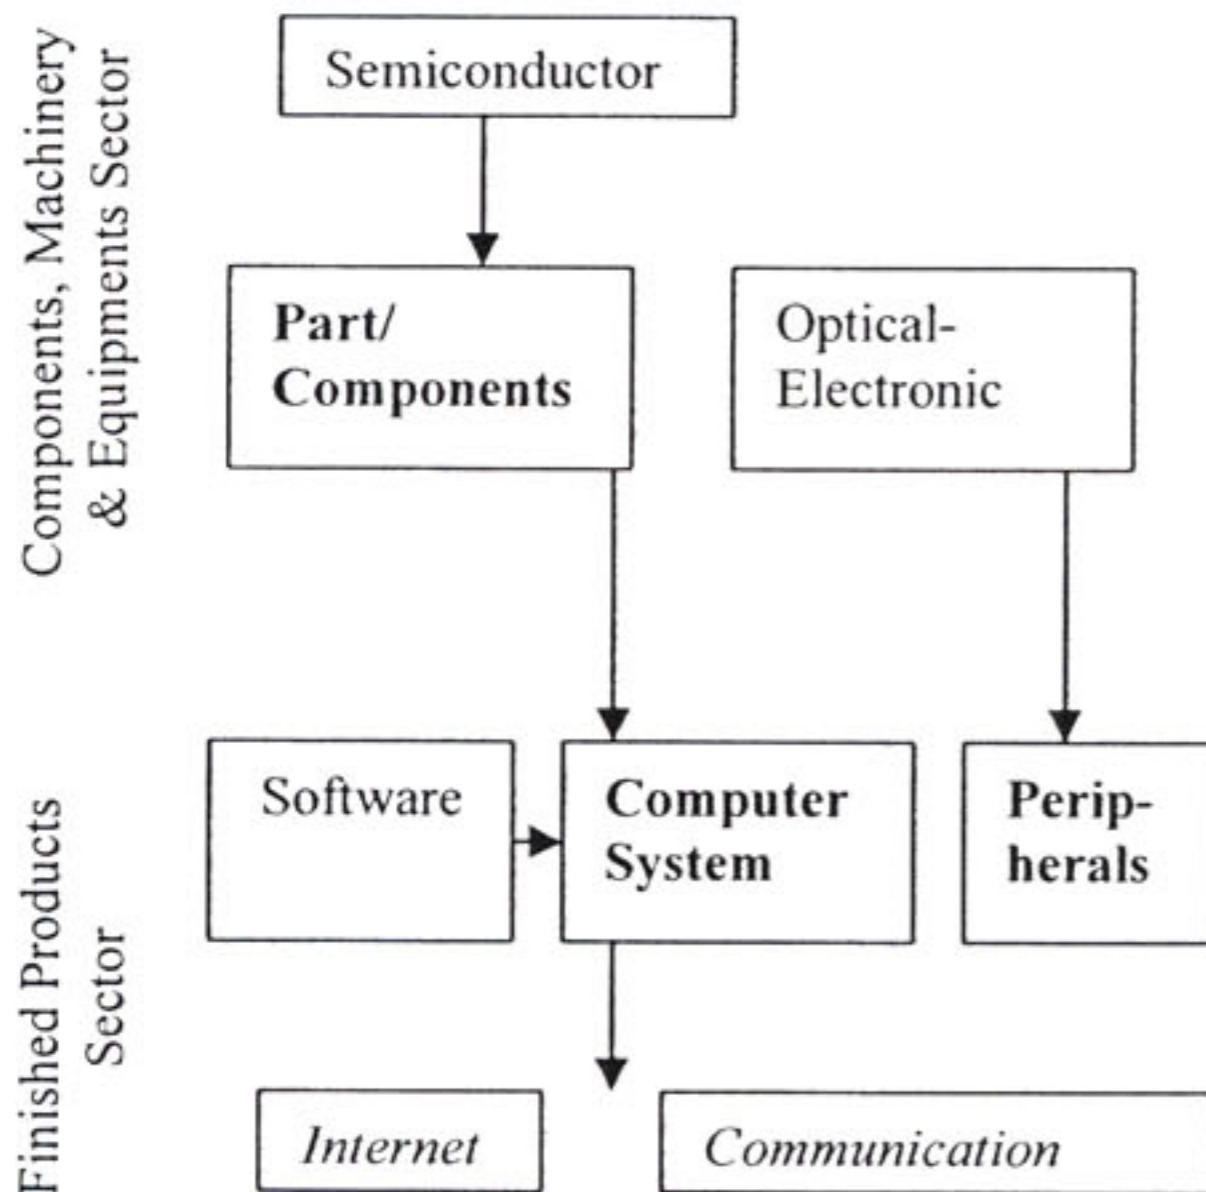 Components, Machinery
& Equipments Sector
Semiconductor
Part/
Components
Optical-
Electronic
Finished Products
Sector
Software
Computer
System
Perip-
herals
Internet
Communication